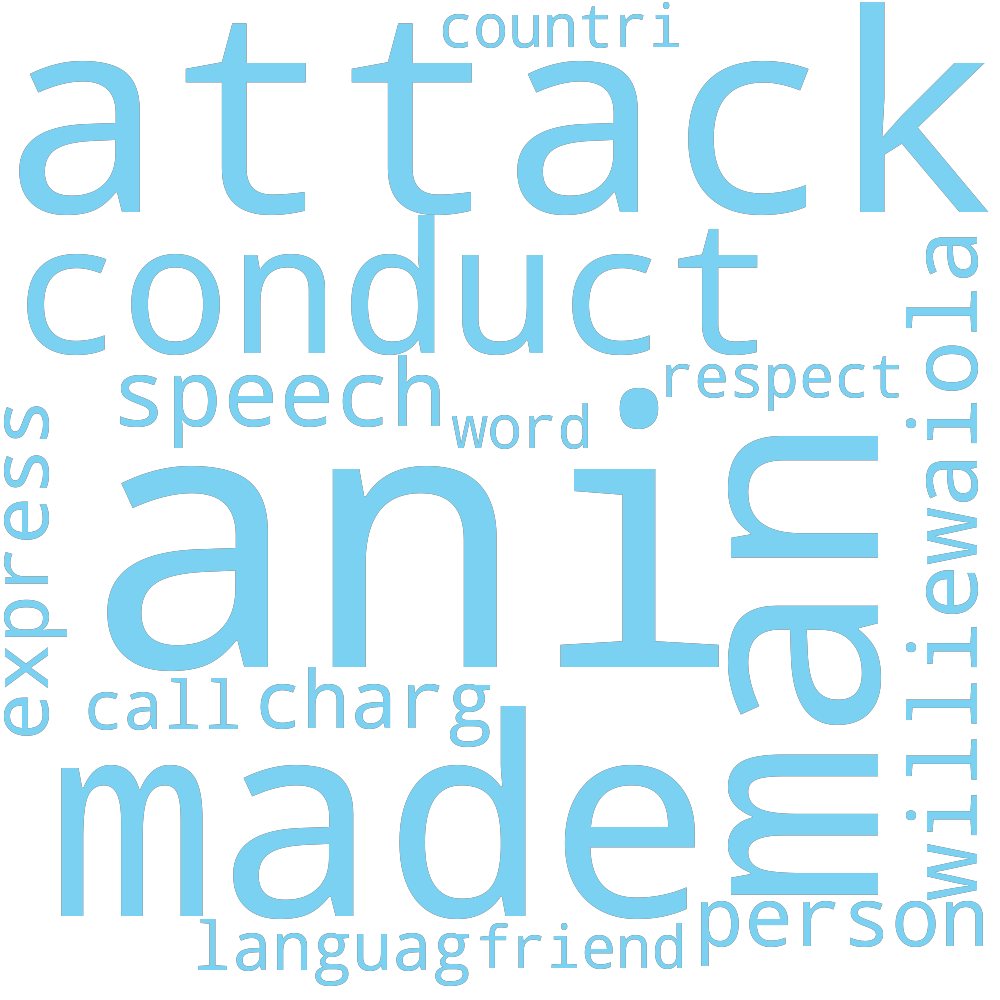 countri
attack
conduct
speech
respect
word
express
ani
man
williewaiola
call
charg
made
person
languag
friend